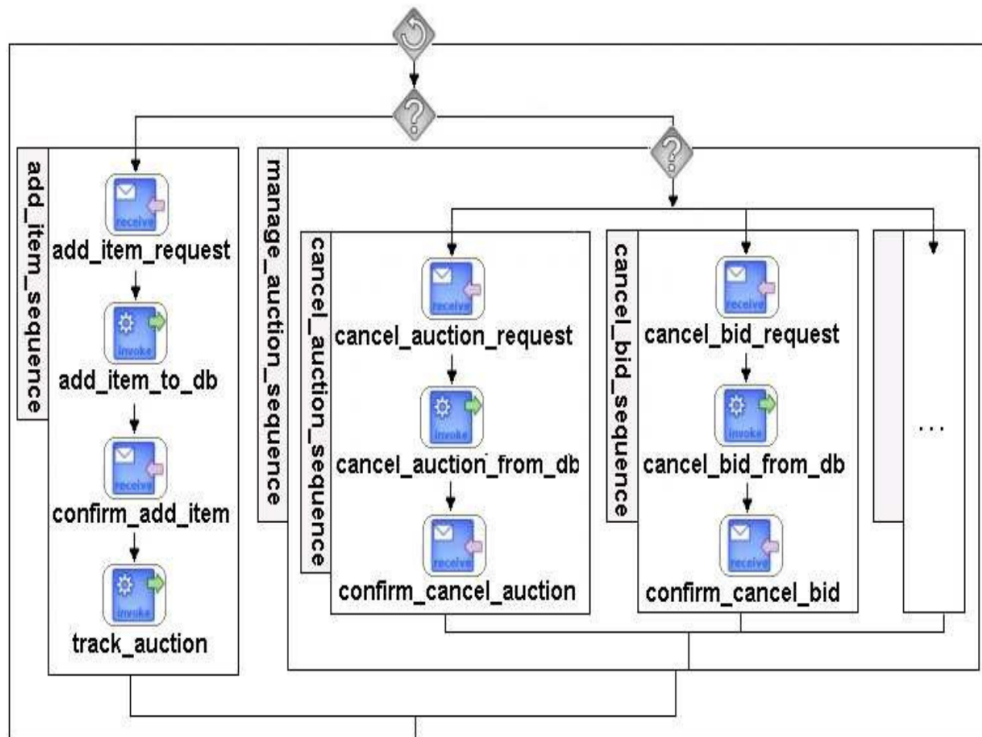 ?
?
add_item_sequence
receive
add_item_request
invoke
add_item_to_db
receive
confirm_add_item
invoke
track_auction
manage_auction_sequence
cancel_auction_sequence
receive
cancel_auction_request
invoke
cancel_auction_from_db
receive
confirm_cancel_auction
cancel_bid_sequence
receive
cancel_bid_request
invoke
cancel_bid_from_db
receive
confirm_cancel_bid
...